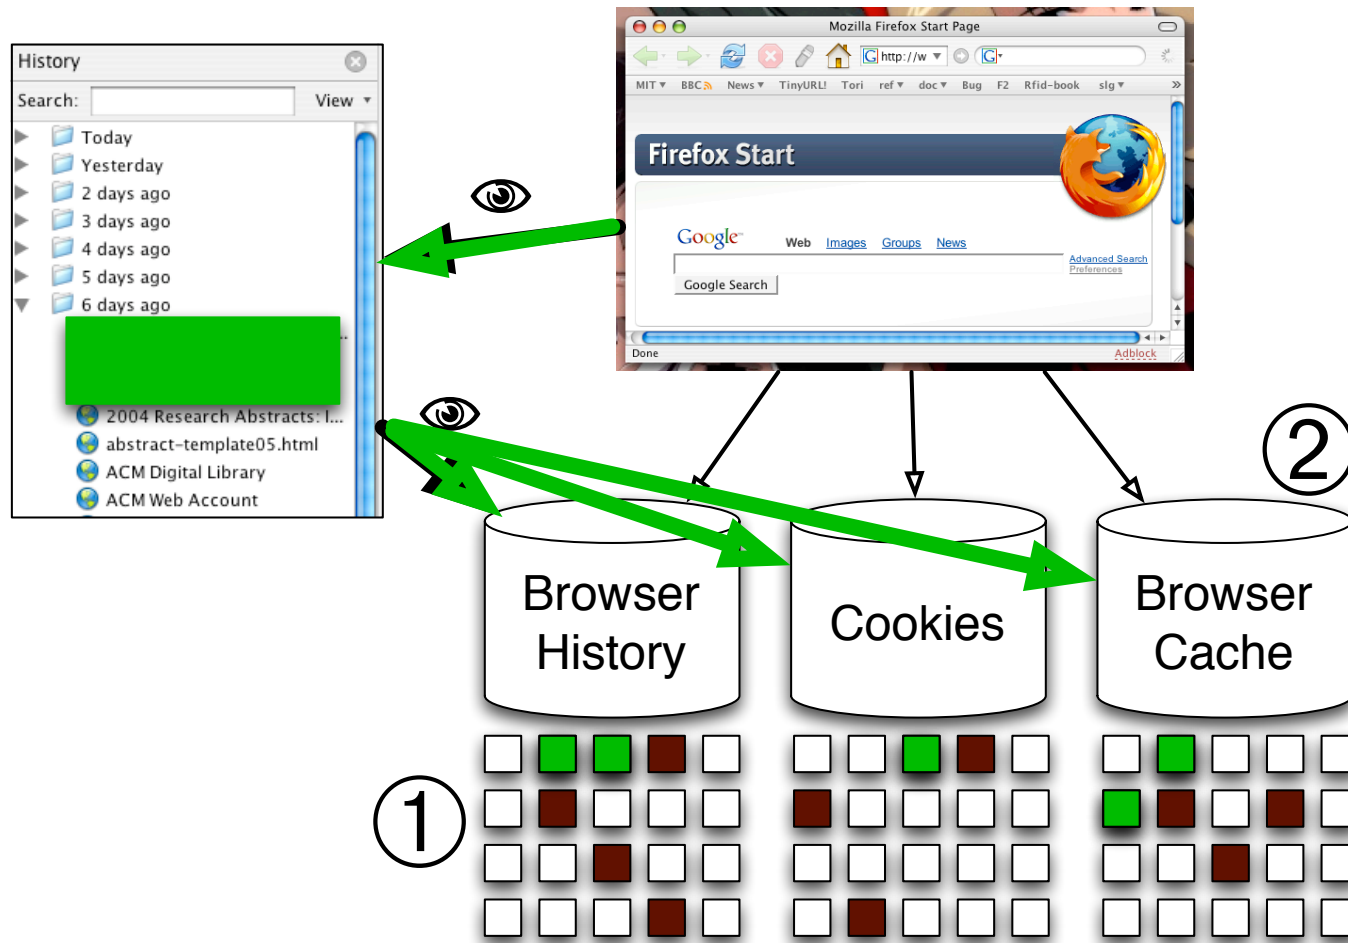 History
Search:
View
Today
Yesterday
2 days ago
3 days ago
4 days ago
5 days ago
6 days ago
...
2004 Research Abstracts: I...
abstract-template05.html
ACM Digital Library
ACM Web Account
Mozilla Firefox Start Page
G http://w
G
MIT BBC News TinyURL! Tori ref doc Bug F2 Rfid-book slg »
Firefox Start
Google™
Web Images Groups News
Advanced Search
Preferences
Google Search
Done
Adblock
2
Browser
History
Cookies
Browser
Cache
1